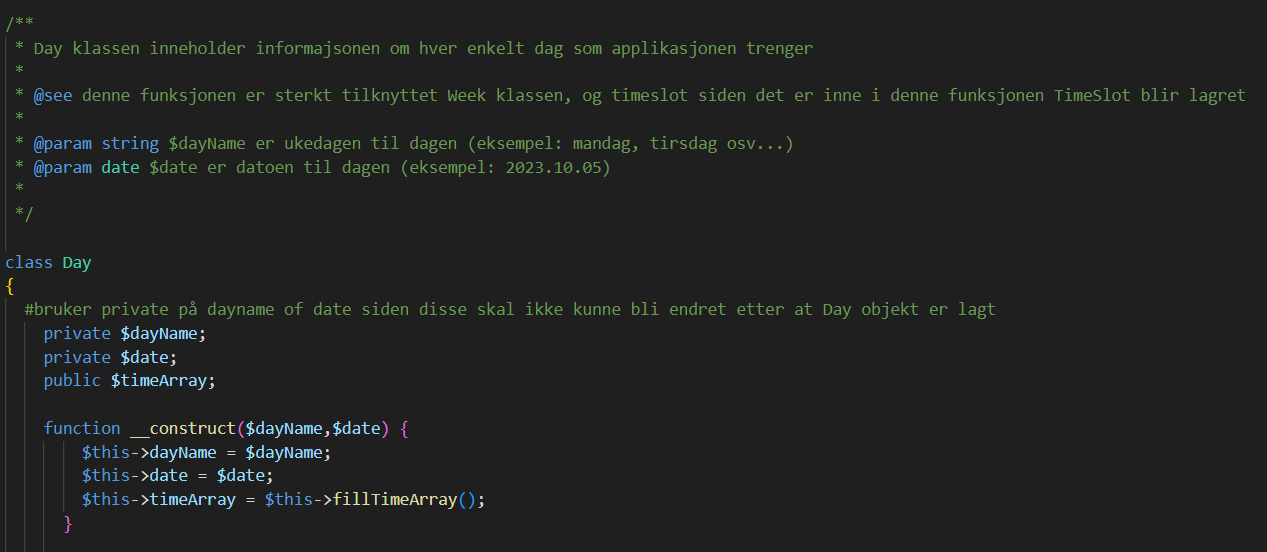 /**
* Day klassen inneholder informajsonen om hver enkelt dag som applikasjonen trenger
*
* @see denne funksjonen er sterkt tilknyttet Week klassen, og timeslot siden det er inne i denne funksjonen TimeSlot blir lagret
*
* @param string $dayName er ukedagen til dagen (eksempel: mandag, tirsdag osv...)
* @param date $date er datoen til dagen (eksempel: 2023.10.05)
*
*/
class Day
{
#bruker private på dayname of date siden disse skal ikke kunne bli endret etter at Day objekt er lagt
private $dayName;
private $date;
public $timeArray;
function __construct($dayName,$date) {
$this->dayName = $dayName;
$this->date = $date;
$this->timeArray = $this->fillTimeArray();
}